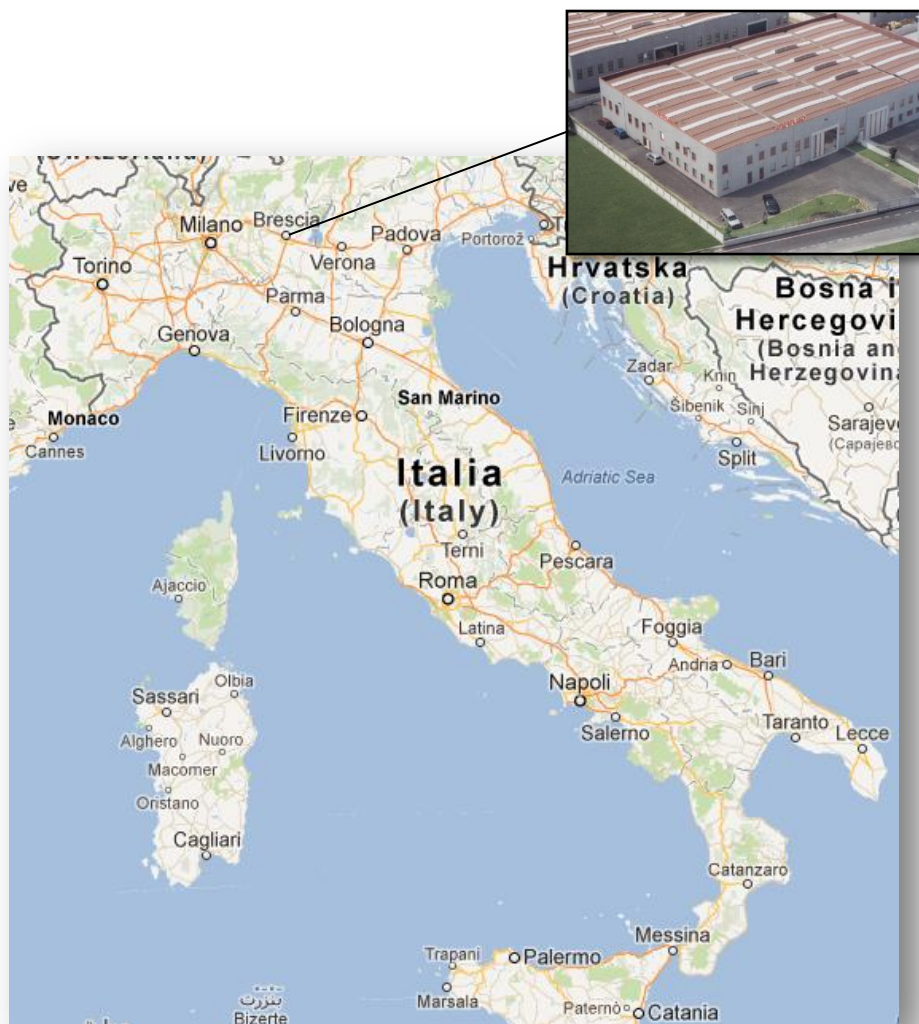 (Switzerland)
Milano
Brescia
Padova
Portorož
Verona
Torino
Hrvatska
(Croatia)
Parma
Bosna i
Hercegovi
(Bosnia an
Herzegovina
Bologna
Genova
Zadar
Knin
San Marino
Šibenik
Sinj
Firenze
Monaco
Sarajev
(Capajeвo
Cannes
Livorno
Split
Italia
(Italy)
Adriatic Sea
Terni
Pescara
Ajaccio
Roma
Latina
Foggia
Andria
Bari
Olbia
Napoli
Sassari
Salerno
Taranto
Lecce
Alghero
Nuoro
Macomer
Oristano
Cagliari
Catanzaro
Messina
Trapani
Palermo
Marsala
بنزرت
Bizerte
Paternò
Catania